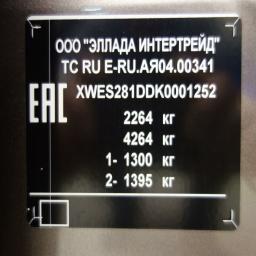 ООО "ЭЛЛАДА ИНТЕРТРЕЙД"
ТС RU E-RU.АЯ04.00341
EAC
XWES281DDK0001252
2264 кг
4264 кг
1- 1300 кг
2- 1395 кг